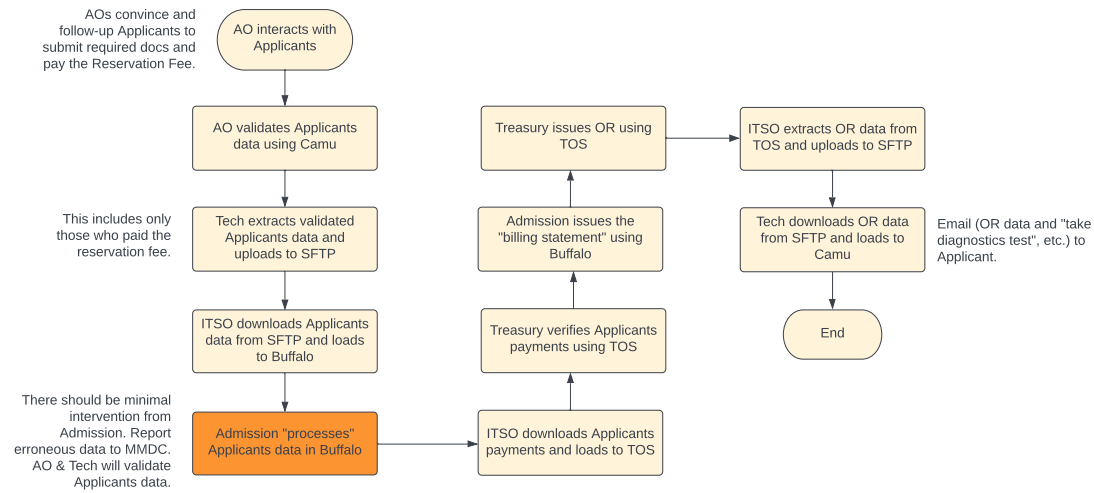 AOs convince and
follow-up Applicants to
submit required docs and
pay the Reservation Fee.
AO interacts with
Applicants
AO validates Applicants
data using Camu
This includes only
those who paid the
reservation fee.
Tech extracts validated
Applicants data and
uploads to SFTP
ITSO downloads Applicants
data from SFTP and loads
to Buffalo
There should be minimal
intervention from
Admission. Report
erroneous data to MMDC.
AO & Tech will validate
Applicants data.
Admission "processes"
Applicants data in Buffalo
ITSO downloads Applicants
payments and loads to TOS
Treasury verifies Applicants
payments using TOS
Admission issues the
"billing statement" using
Buffalo
Treasury issues OR using
TOS
ITSO extracts OR data from
TOS and uploads to SFTP
Tech downloads OR data
from SFTP and loads to
Camu
Email (OR data and "take
diagnostics test", etc.) to
Applicant.
End